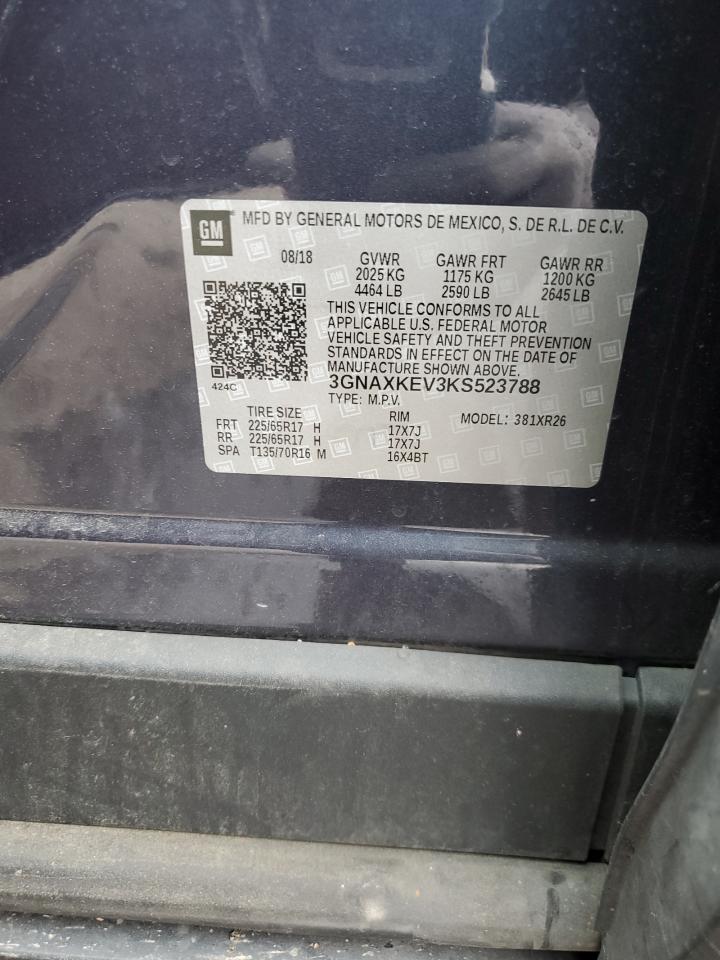 GM MFD BY GENERAL MOTORS DE MEXICO, S. DE R.L. DE C.V.
08/18 GVWR GAWR FRT GAWR RR
2025 KG 1175 KG 1200 KG
4464 LB 2590 LB 2645 LB
THIS VEHICLE CONFORMS TO ALL
APPLICABLE U.S. FEDERAL MOTOR
VEHICLE SAFETY AND THEFT PREVENTION
STANDARDS IN EFFECT ON THE DATE OF
MANUFACTURE SHOWN ABOVE.
424C 3GNAXKEV3KS523788
TYPE: M.P.V.
TIRE SIZE RIM MODEL: 381XR26
FRT 225/65R17 H 17X7J
RR 225/65R17 H 17X7J
SPA T135/70R16 M 16X4BT